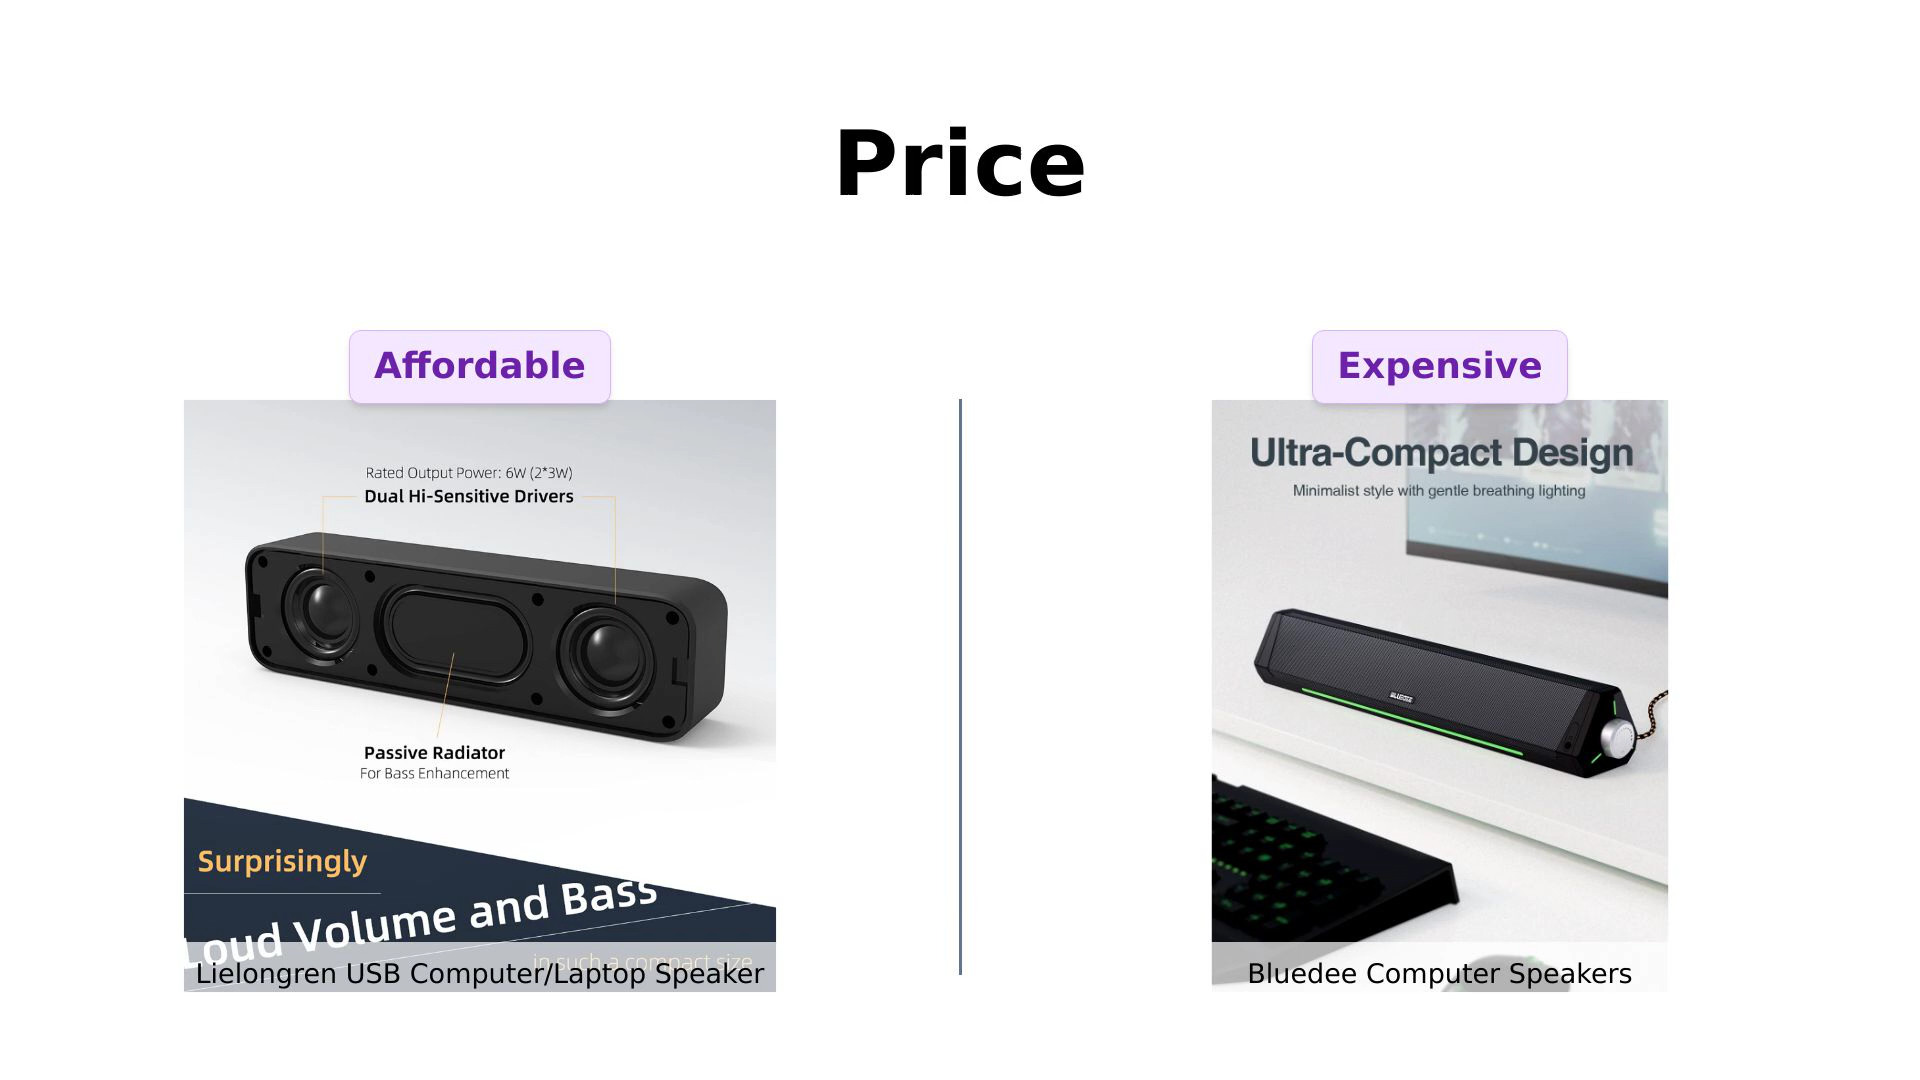 Price
Affordable
Expensive
Rated Output Power: 6W (2*3W)
Dual Hi-Sensitive Drivers
Passive Radiator
For Bass Enhancement
Surprisingly
Loud Volume and Bass
in such a compact size
Lielongren USB Computer/Laptop Speaker
Ultra-Compact Design
Minimalist style with gentle breathing lighting
BLUEDEE
Bluedee Computer Speakers